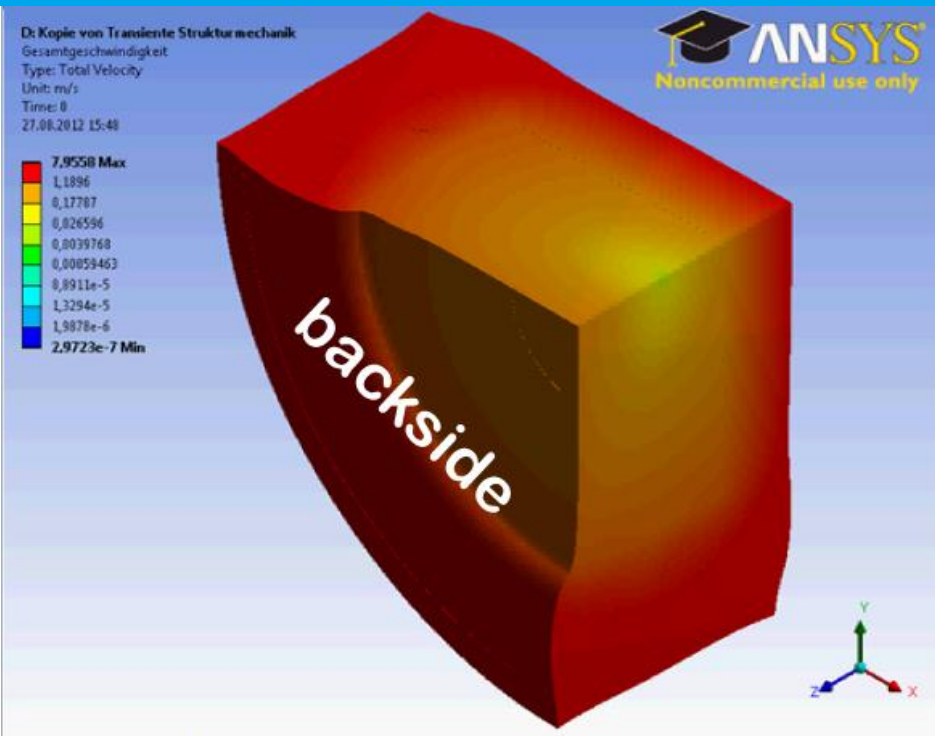 D: Kopie von Transiente Strukturmechanik
Gesamtgeschwindigkeit
Type: Total Velocity
Unit: m/s
Time: 0
27.08.2012 15:48
7,9558 Max
1,1896
0,17787
0,026596
0,0039768
0,00059463
8,8911e-5
1,3294e-5
1,9878e-6
2,9723e-7 Min
ANSYS
Noncommercial use only
backside
Y
Z
X